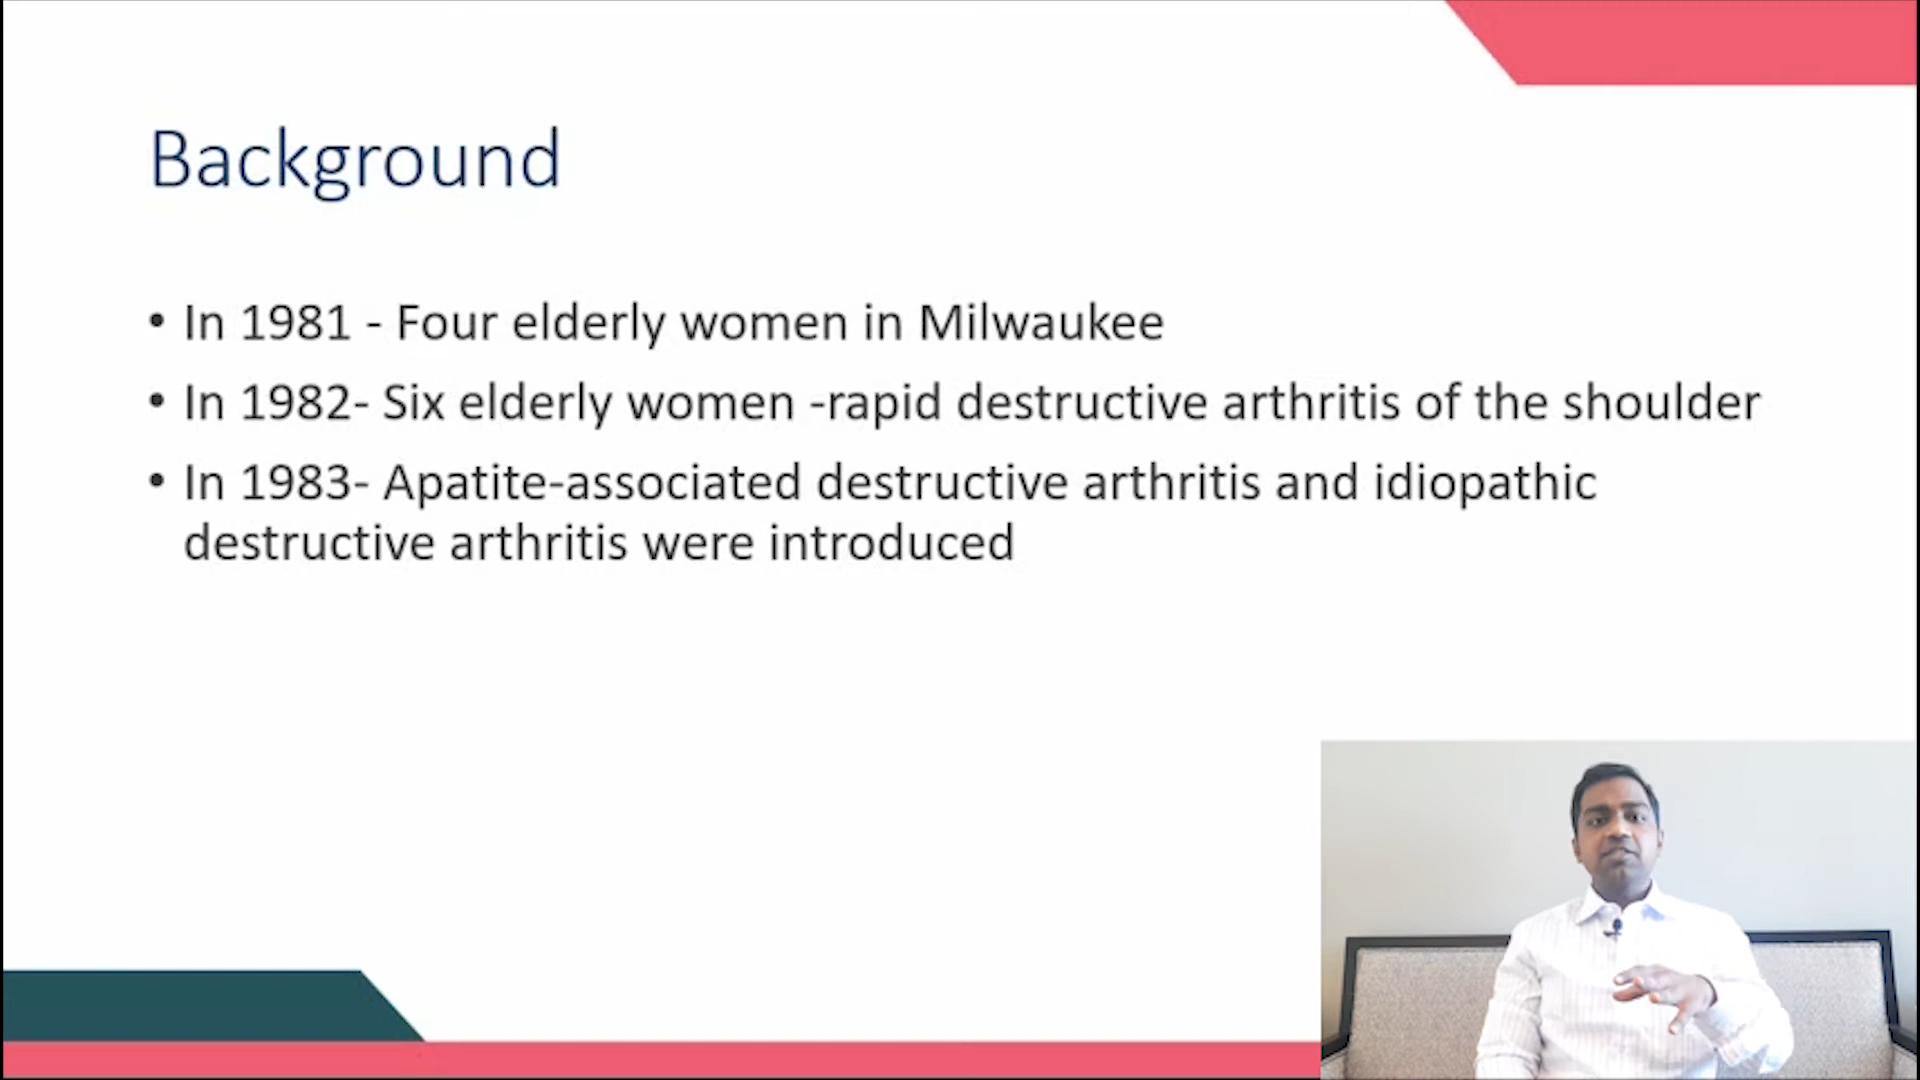 Background
• In 1981 - Four elderly women in Milwaukee
• In 1982- Six elderly women -rapid destructive arthritis of the shoulder
• In 1983- Apatite-associated destructive arthritis and idiopathic
destructive arthritis were introduced